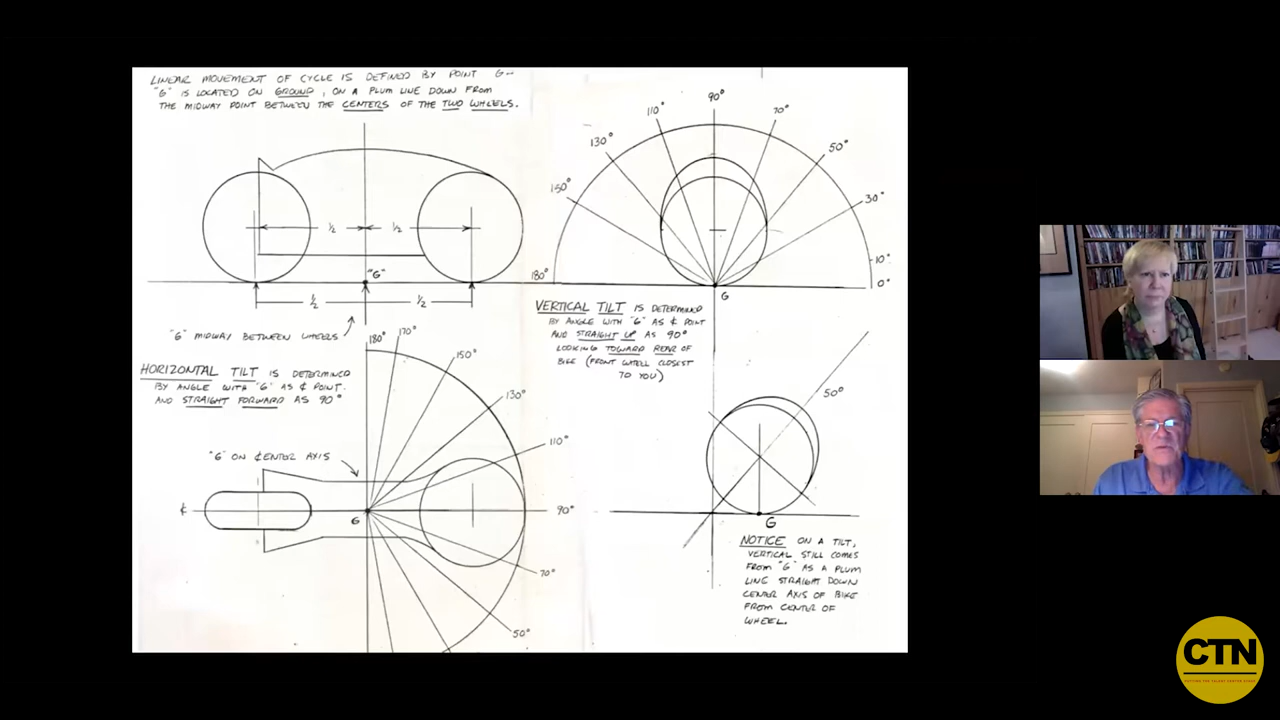 LINEAR MOVEMENT OF CYCLE IS DEFINED BY POINT G—
"G" IS LOCATED ON GROUND, ON A PLUM LINE DOWN FROM
THE MIDWAY POINT BETWEEN THE CENTERS OF THE TWO WHEELS.
1/2
1/2
"G"
1/2
1/2
"G" MIDWAY BETWEEN WHEELS
90°
110°
70°
130°
50°
150°
30°
10°
180°
0°
G
VERTICAL TILT IS DETERMINED
BY ANGLE WITH "G" AS ¢ POINT
AND STRAIGHT UP AS 90°
LOOKING TOWARD REAR OF
BIKE (FRONT WHEEL CLOSEST
TO YOU)
HORIZONTAL TILT IS DETERMINED
BY ANGLE WITH "G" AS ¢ POINT.
AND STRAIGHT FORWARD AS 90°
180°
170°
150°
130°
110°
90°
70°
50°
"G" ON ¢ENTER AXIS
¢
G
50°
G
NOTICE ON A TILT,
VERTICAL STILL COMES
FROM "G" AS A PLUM
LINE STRAIGHT DOWN
CENTER AXIS OF BIKE
FROM CENTER OF
WHEEL.
CTN